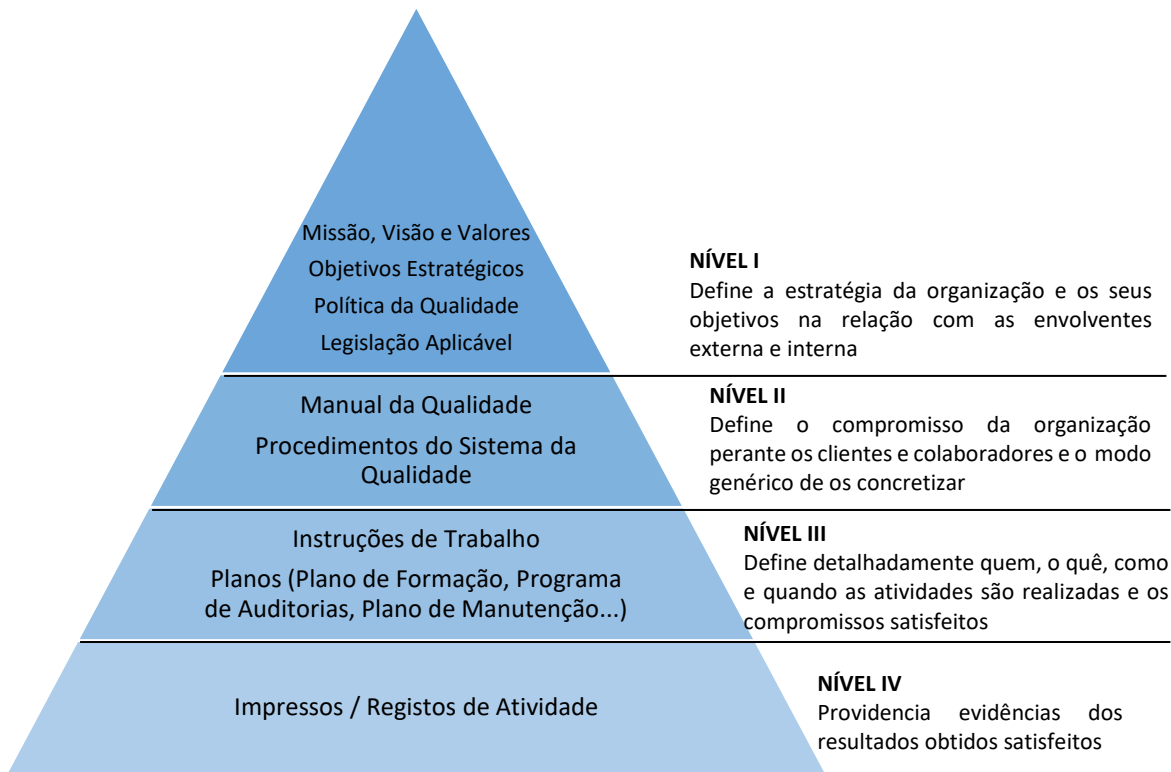 Missão, Visão e Valores
Objetivos Estratégicos
Política da Qualidade
Legislação Aplicável
NÍVEL I
Define a estratégia da organização e os seus
objetivos na relação com as envolventes
externa e interna
Manual da Qualidade
Procedimentos do Sistema da
Qualidade
NÍVEL II
Define o compromisso da organização
perante os clientes e colaboradores e o modo
genérico de os concretizar
Instruções de Trabalho
Planos (Plano de Formação, Programa
de Auditorias, Plano de Manutenção...)
NÍVEL III
Define detalhadamente quem, o quê, como
e quando as atividades são realizadas e os
compromissos satisfeitos
Impressos / Registos de Atividade
NÍVEL IV
Providencia evidências dos
resultados obtidos satisfeitos